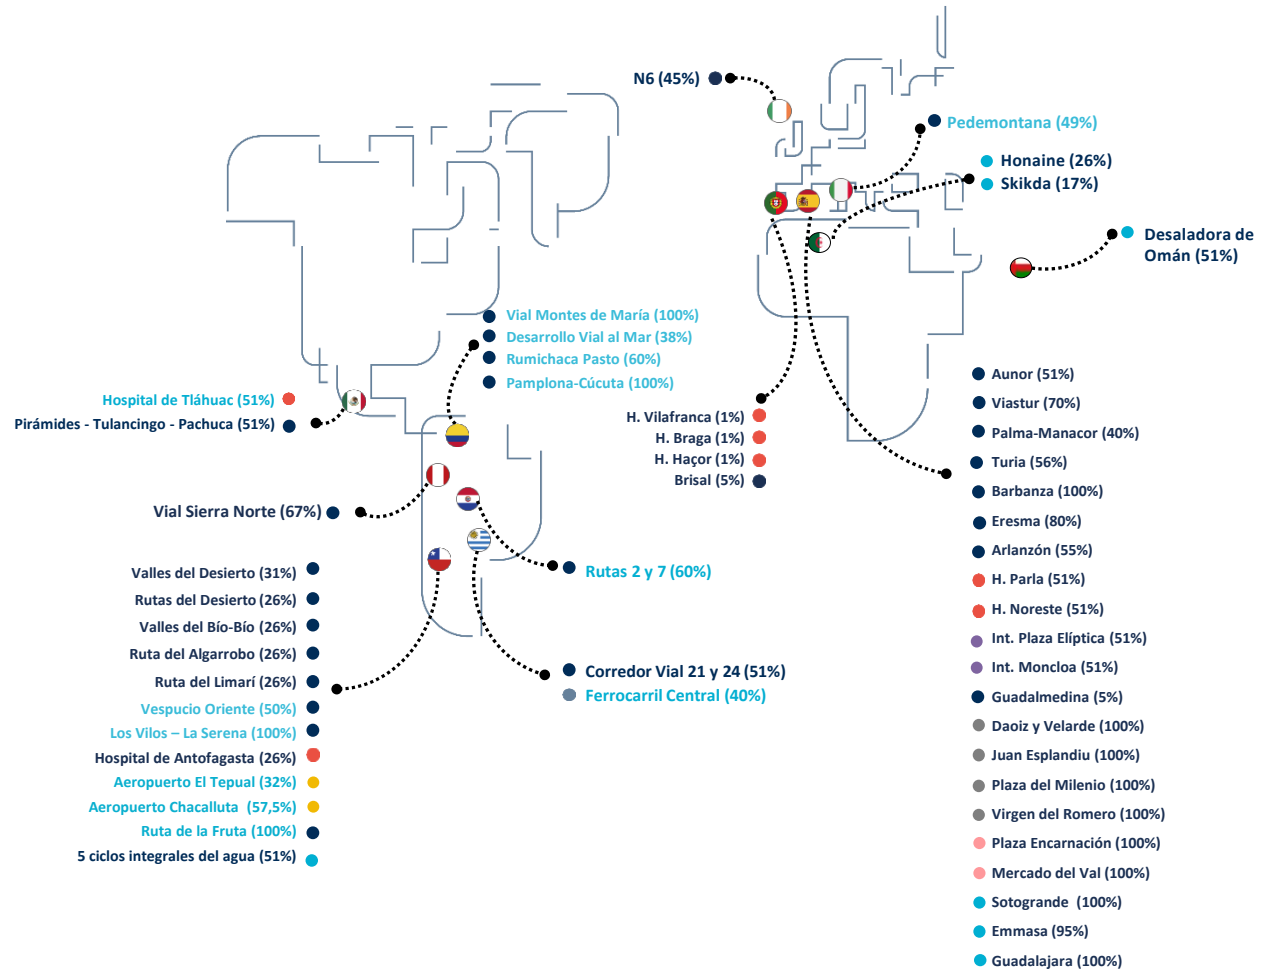 N6 (45%)
Pedemontana (49%)
Honaine (26%)
Skikda (17%)
Desaladora de
Omán (51%)
Vial Montes de María (100%)
Desarrollo Vial al Mar (38%)
Rumichaca Pasto (60%)
Pamplona-Cúcuta (100%)
Hospital de Tláhuac (51%)
Pirámides - Tulancingo - Pachuca (51%)
H. Vilafranca (1%)
H. Braga (1%)
H. Haçor (1%)
Brisal (5%)
Vial Sierra Norte (67%)
Rutas 2 y 7 (60%)
Corredor Vial 21 y 24 (51%)
Ferrocarril Central (40%)
Valles del Desierto (31%)
Rutas del Desierto (26%)
Valles del Bío-Bío (26%)
Ruta del Algarrobo (26%)
Ruta del Limarí (26%)
Vespucio Oriente (50%)
Los Vilos – La Serena (100%)
Hospital de Antofagasta (26%)
Aeropuerto El Tepual (32%)
Aeropuerto Chacalluta (57,5%)
Ruta de la Fruta (100%)
5 ciclos integrales del agua (51%)
Aunor (51%)
Viastur (70%)
Palma-Manacor (40%)
Turia (56%)
Barbanza (100%)
Eresma (80%)
Arlanzón (55%)
H. Parla (51%)
H. Noreste (51%)
Int. Plaza Elíptica (51%)
Int. Moncloa (51%)
Guadalmedina (5%)
Daoiz y Velarde (100%)
Juan Esplandiu (100%)
Plaza del Milenio (100%)
Virgen del Romero (100%)
Plaza Encarnación (100%)
Mercado del Val (100%)
Sotogrande (100%)
Emmasa (95%)
Guadalajara (100%)